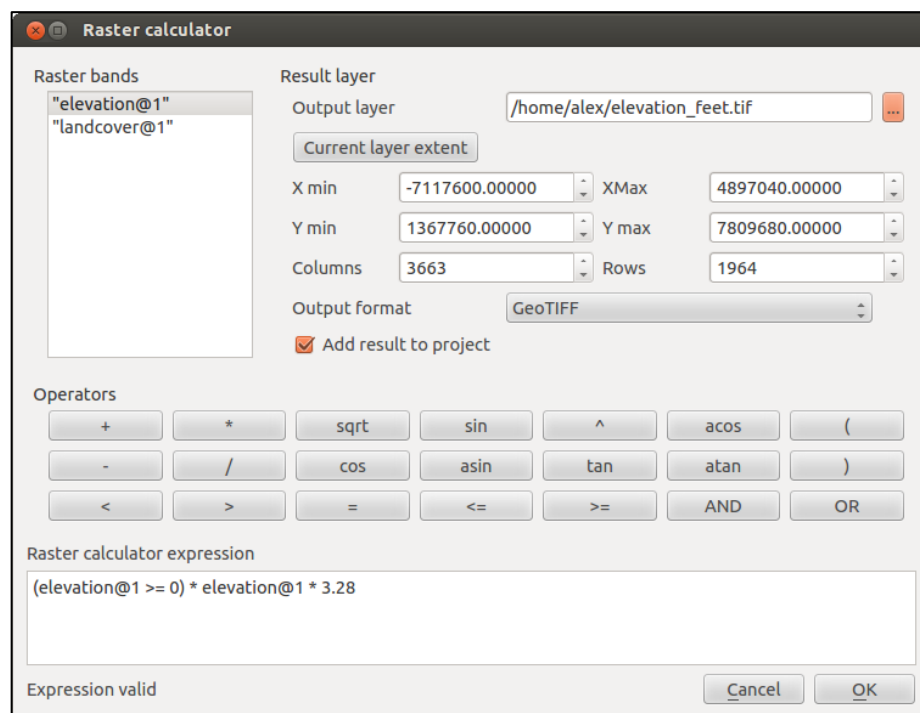 Raster calculator
Raster bands
"elevation@1"
"landcover@1"
Result layer
Output layer /home/alex/elevation_feet.tif ...
Current layer extent
X min -7117600.00000 XMax 4897040.00000
Y min 1367760.00000 Y max 7809680.00000
Columns 3663 Rows 1964
Output format GeoTIFF
Add result to project
Operators
+ * sqrt sin ^ acos (
- / cos asin tan atan )
< > = <= >= AND OR
Raster calculator expression
(elevation@1 >= 0) * elevation@1 * 3.28
Expression valid Cancel OK